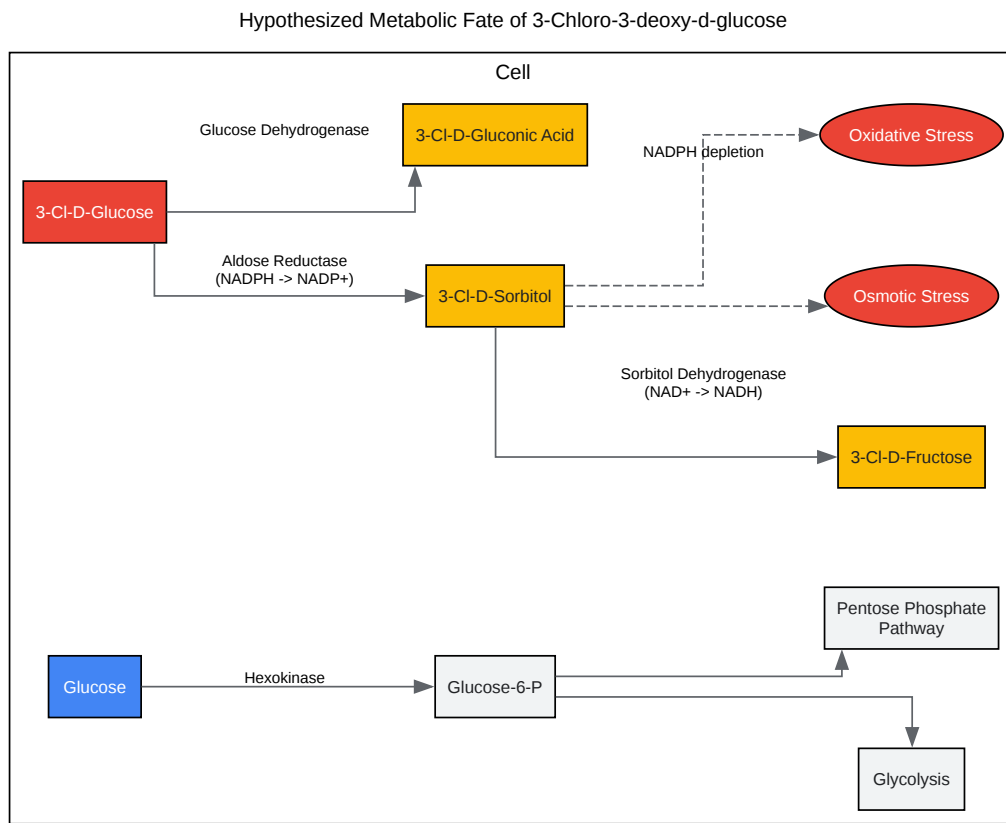 Hypothesized Metabolic Fate of 3-Chloro-3-deoxy-d-glucose
Cell
Glucose Dehydrogenase
3-Cl-D-Gluconic Acid
Oxidative Stress
NADPH depletion
3-Cl-D-Glucose
Aldose Reductase
(NADPH -> NADP+)
3-Cl-D-Sorbitol
Osmotic Stress
Sorbitol Dehydrogenase
(NAD+ -> NADH)
3-Cl-D-Fructose
Pentose Phosphate
Pathway
Glucose
Hexokinase
Glucose-6-P
Glycolysis